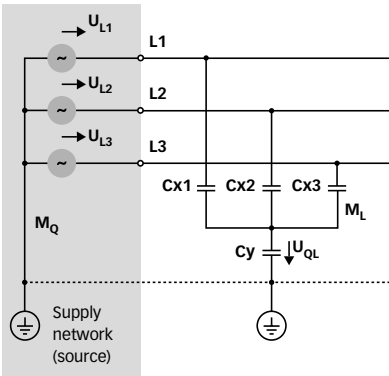 U_L1
L1
~
U_L2
L2
~
U_L3
L3
~
Cx1 Cx2 Cx3
M_L
M_Q
Cy
U_QL
Supply
network
(source)